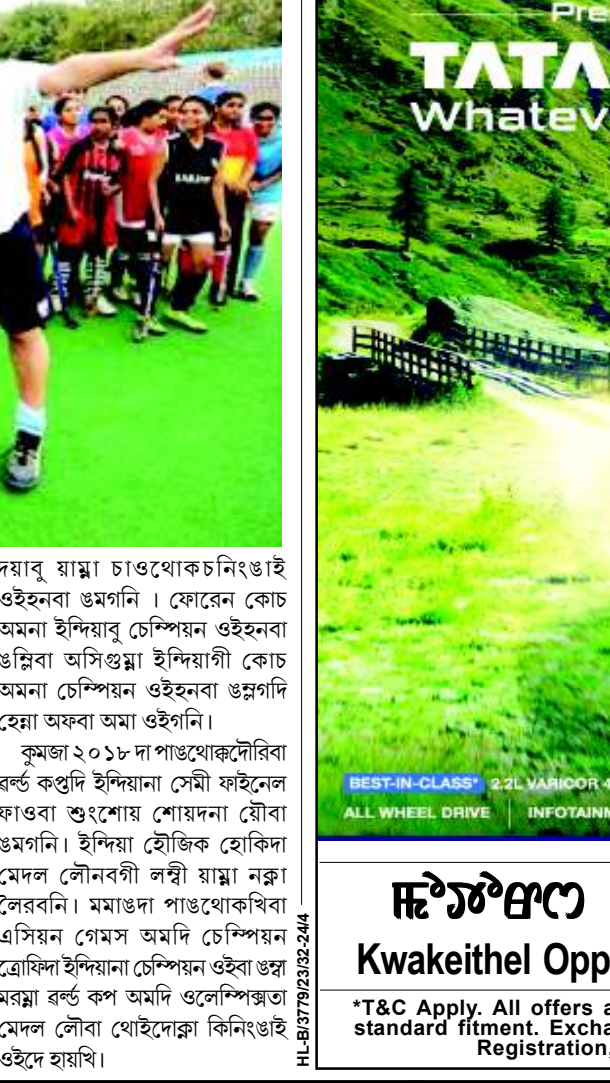 দয়াবু য়াম্না চাওথোকচনিংঙাই
ওইহনবা ঙমগনি । ফোরেন কোচ
অমনা ইন্দিয়াবু চেম্পিয়ন ওইহনবা
ঙম্লিবা অসিগুম্না ইন্দিয়াগী কোচ
অমনা চেম্পিয়ন ওইহনবা ঙম্লগদি
হেন্না অফবা অমা ওইগনি।
কুমজা ২০১৮ দা পাঙথোক্কদৌরিবা
ৱর্ল্ড কপ্তদি ইন্দিয়ানা সেমী ফাইনেল
ফাওবা শুংশোয় শোয়দনা য়ৌবা
ঙমগনি। ইন্দিয়া হৌজিক হোকিদা
মেদল লৌনবগী লম্বী য়াম্না নক্না
লৈরবনি। মমাঙদা পাঙথোকখিবা
এসিয়ন গেমস অমদি চেম্পিয়ন
ত্রোফিদা ইন্দিয়ানা চেম্পিয়ন ওইবা ঙম্বা
মরম্না ৱর্ল্ড কপ অমদি ওলেম্পিক্সতা
মেদল লৌবা থোইদোক্না কিনিংঙাই
ওইদে হায়খি।
HL-B/3779/23/32-24/4
Pre
TATA
Whatev
BEST-IN-CLASS* 2.2L VARICOR 4
ALL WHEEL DRIVE | INFOTAINM
Kwakeithel Opp
*T&C Apply. All offers a
standard fitment. Excha
Registration,